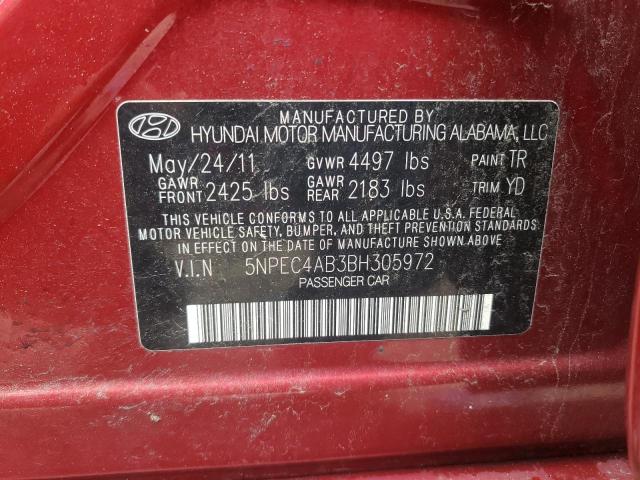 MANUFACTURED BY
HYUNDAI MOTOR MANUFACTURING ALABAMA, LLC
May/24/11 GVWR 4497 lbs PAINT TR
GAWR FRONT 2425 lbs GAWR REAR 2183 lbs TRIM YD
THIS VEHICLE CONFORMS TO ALL APPLICABLE U.S.A. FEDERAL
MOTOR VEHICLE SAFETY, BUMPER, AND THEFT PREVENTION STANDARDS
IN EFFECT ON THE DATE OF MANUFACTURE SHOWN ABOVE.
V.I.N 5NPEC4AB3BH305972
PASSENGER CAR